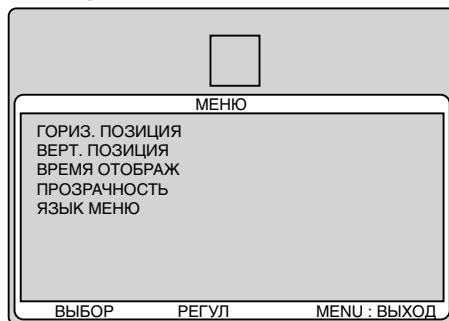 МЕНЮ
ГОРИЗ. ПОЗИЦИЯ
ВЕРТ. ПОЗИЦИЯ
ВРЕМЯ ОТОБРАЖ
ПРОЗРАЧНОСТЬ
ЯЗЫК МЕНЮ
ВЫБОР РЕГУЛ MENU : ВЫХОД